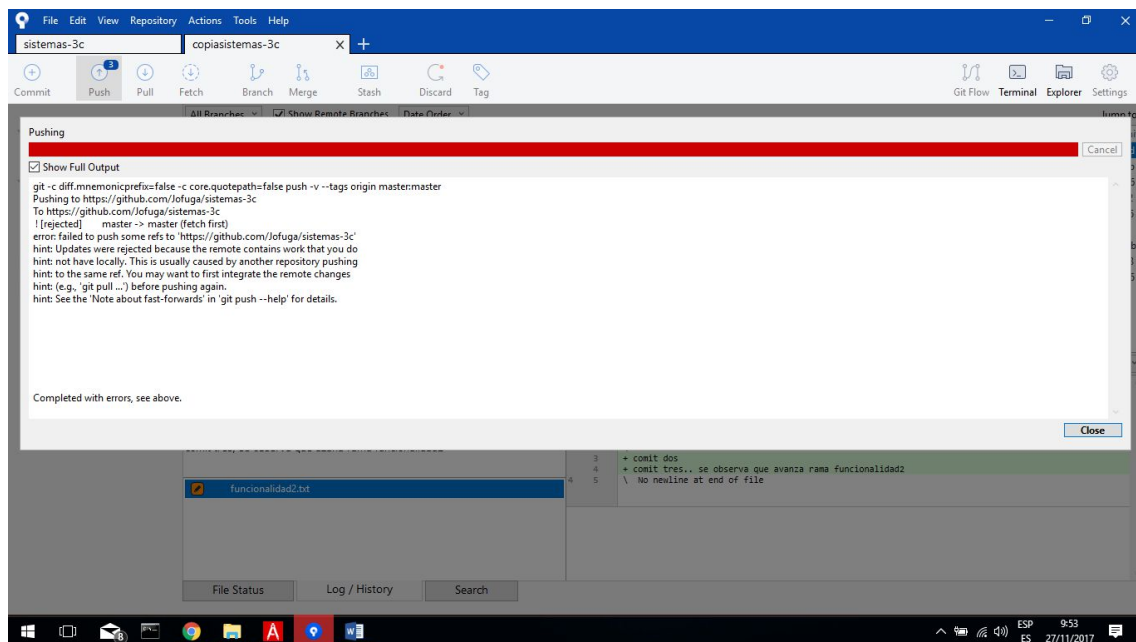 File Edit View Repository Actions Tools Help
sistemas-3c
copiasistemas-3c X +
3
Commit Push Pull Fetch Branch Merge Stash Discard Tag Git Flow Terminal Explorer Settings
All Branches Show Remote Branches Date Order Jump to
Pushing
Cancel
Show Full Output
git -c diff.mnemonicprefix=false -c core.quotepath=false push -v --tags origin master:master
Pushing to https://github.com/Jofuga/sistemas-3c
To https://github.com/Jofuga/sistemas-3c
! [rejected] master -> master (fetch first)
error: failed to push some refs to 'https://github.com/Jofuga/sistemas-3c'
hint: Updates were rejected because the remote contains work that you do
hint: not have locally. This is usually caused by another repository pushing
hint: to the same ref. You may want to first integrate the remote changes
hint: (e.g., 'git pull ...') before pushing again.
hint: See the 'Note about fast-forwards' in 'git push --help' for details.
Completed with errors, see above.
Close
3 + comit dos
4 + comit tres.. se observa que avanza rama funcionalidad2
4 5 \ No newline at end of file
funcionalidad2.txt
File Status Log / History Search
8
ESP 9:53
ES 27/11/2017